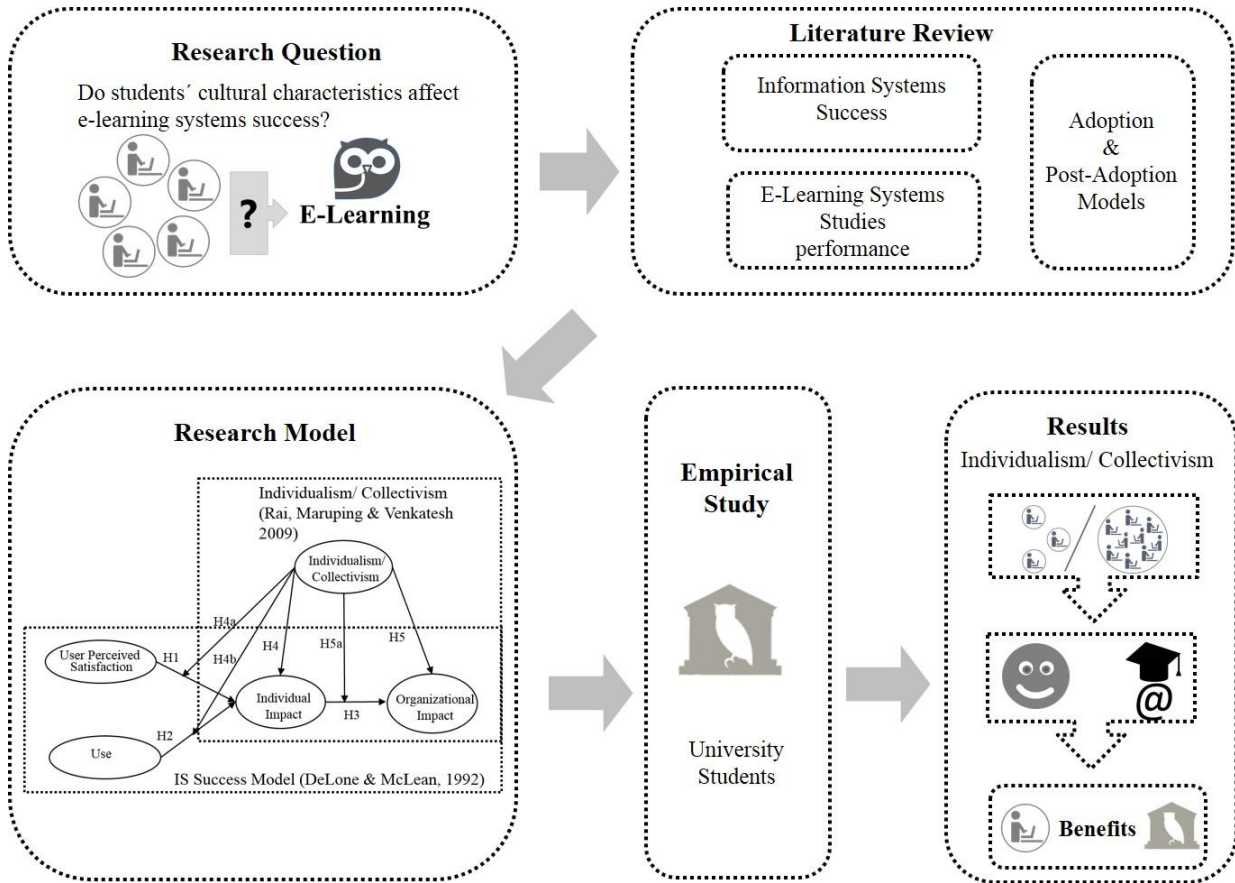 Research Question
Do students´ cultural characteristics affect
e-learning systems success?
?
E-Learning
Literature Review
Information Systems
Success
E-Learning Systems
Studies
performance
Adoption
&
Post-Adoption
Models
Research Model
Individualism/ Collectivism
(Rai, Maruping & Venkatesh
2009)
Individualism/
Collectivism
H4a
H4b
H4
H5a
H5
User Perceived
Satisfaction
H1
Individual
Impact
H3
Organizational
Impact
H2
Use
IS Success Model (DeLone & McLean, 1992)
Empirical
Study
University
Students
Results
Individualism/ Collectivism
@
Benefits